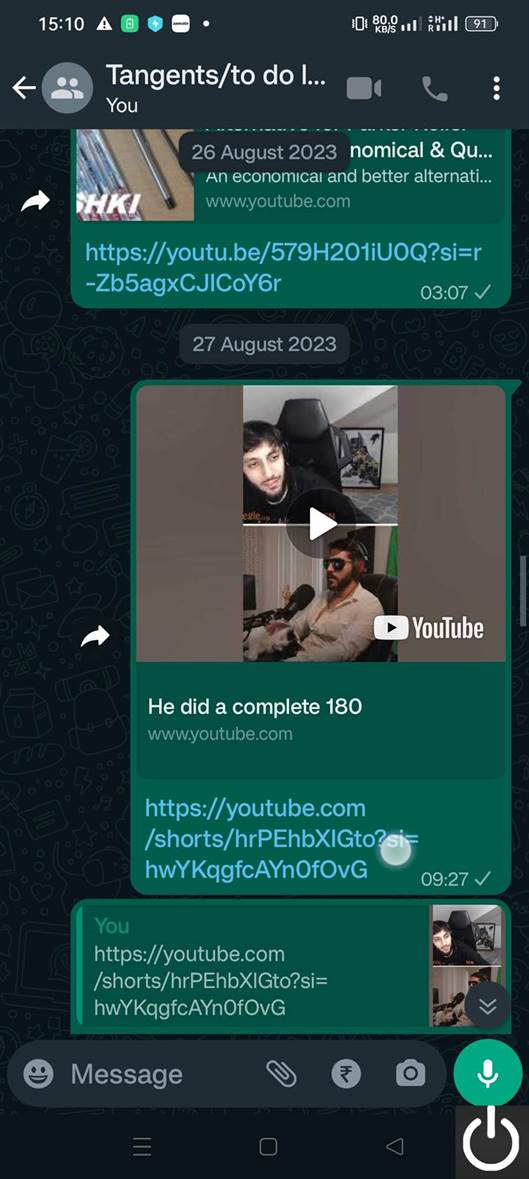 15:10
80.0
KB/S
H+
R
91
Tangents/to do l...
You
26 August 2023
nomical & Qu...
An economical and better alternati...
www.youtube.com
SHKI
https://youtu.be/579H2O1iU0Q?si=r
-Zb5agxCJICoY6r
03:07
27 August 2023
YouTube
He did a complete 180
www.youtube.com
https://youtube.com
/shorts/hrPEhbXIGto?si=
hwYKqgfcAYn0fOvG
09:27
You
https://youtube.com
/shorts/hrPEhbXIGto?si=
hwYKqgfcAYn0fOvG
Message
₹